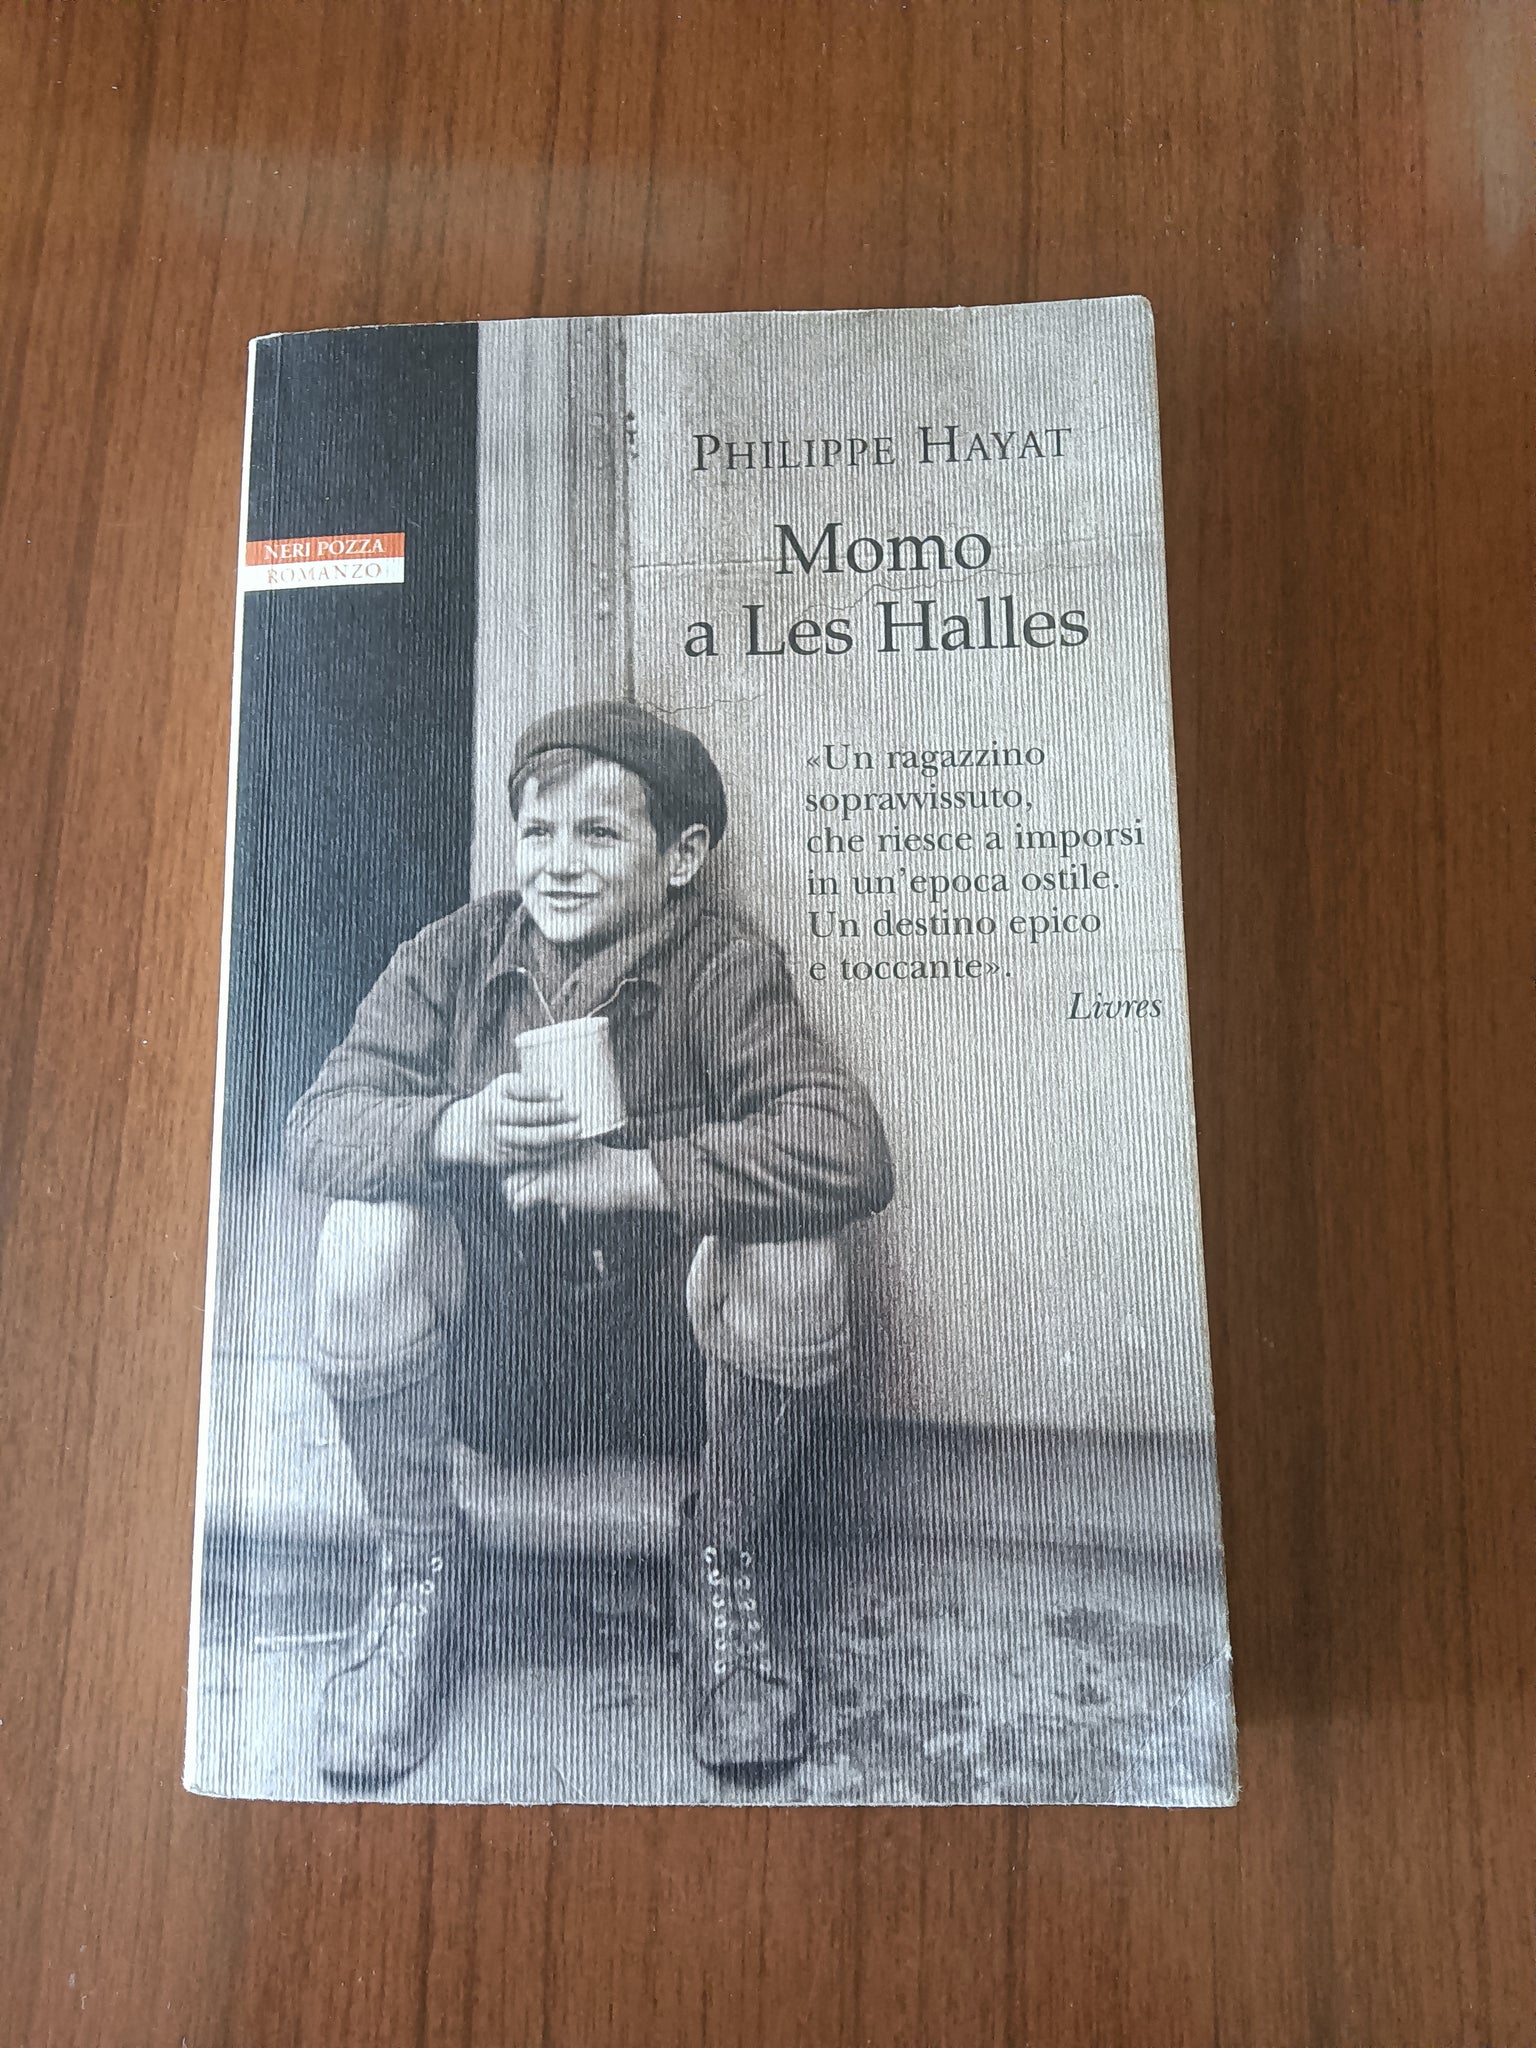 PHILIPPE HAYAT
Momo
a Les Halles
NERI POZZA
ROMANZO
«Un ragazzino
sopravvissuto,
che riesce a imporsi
in un'epoca ostile.
Un destino epico
e toccante».
Livres